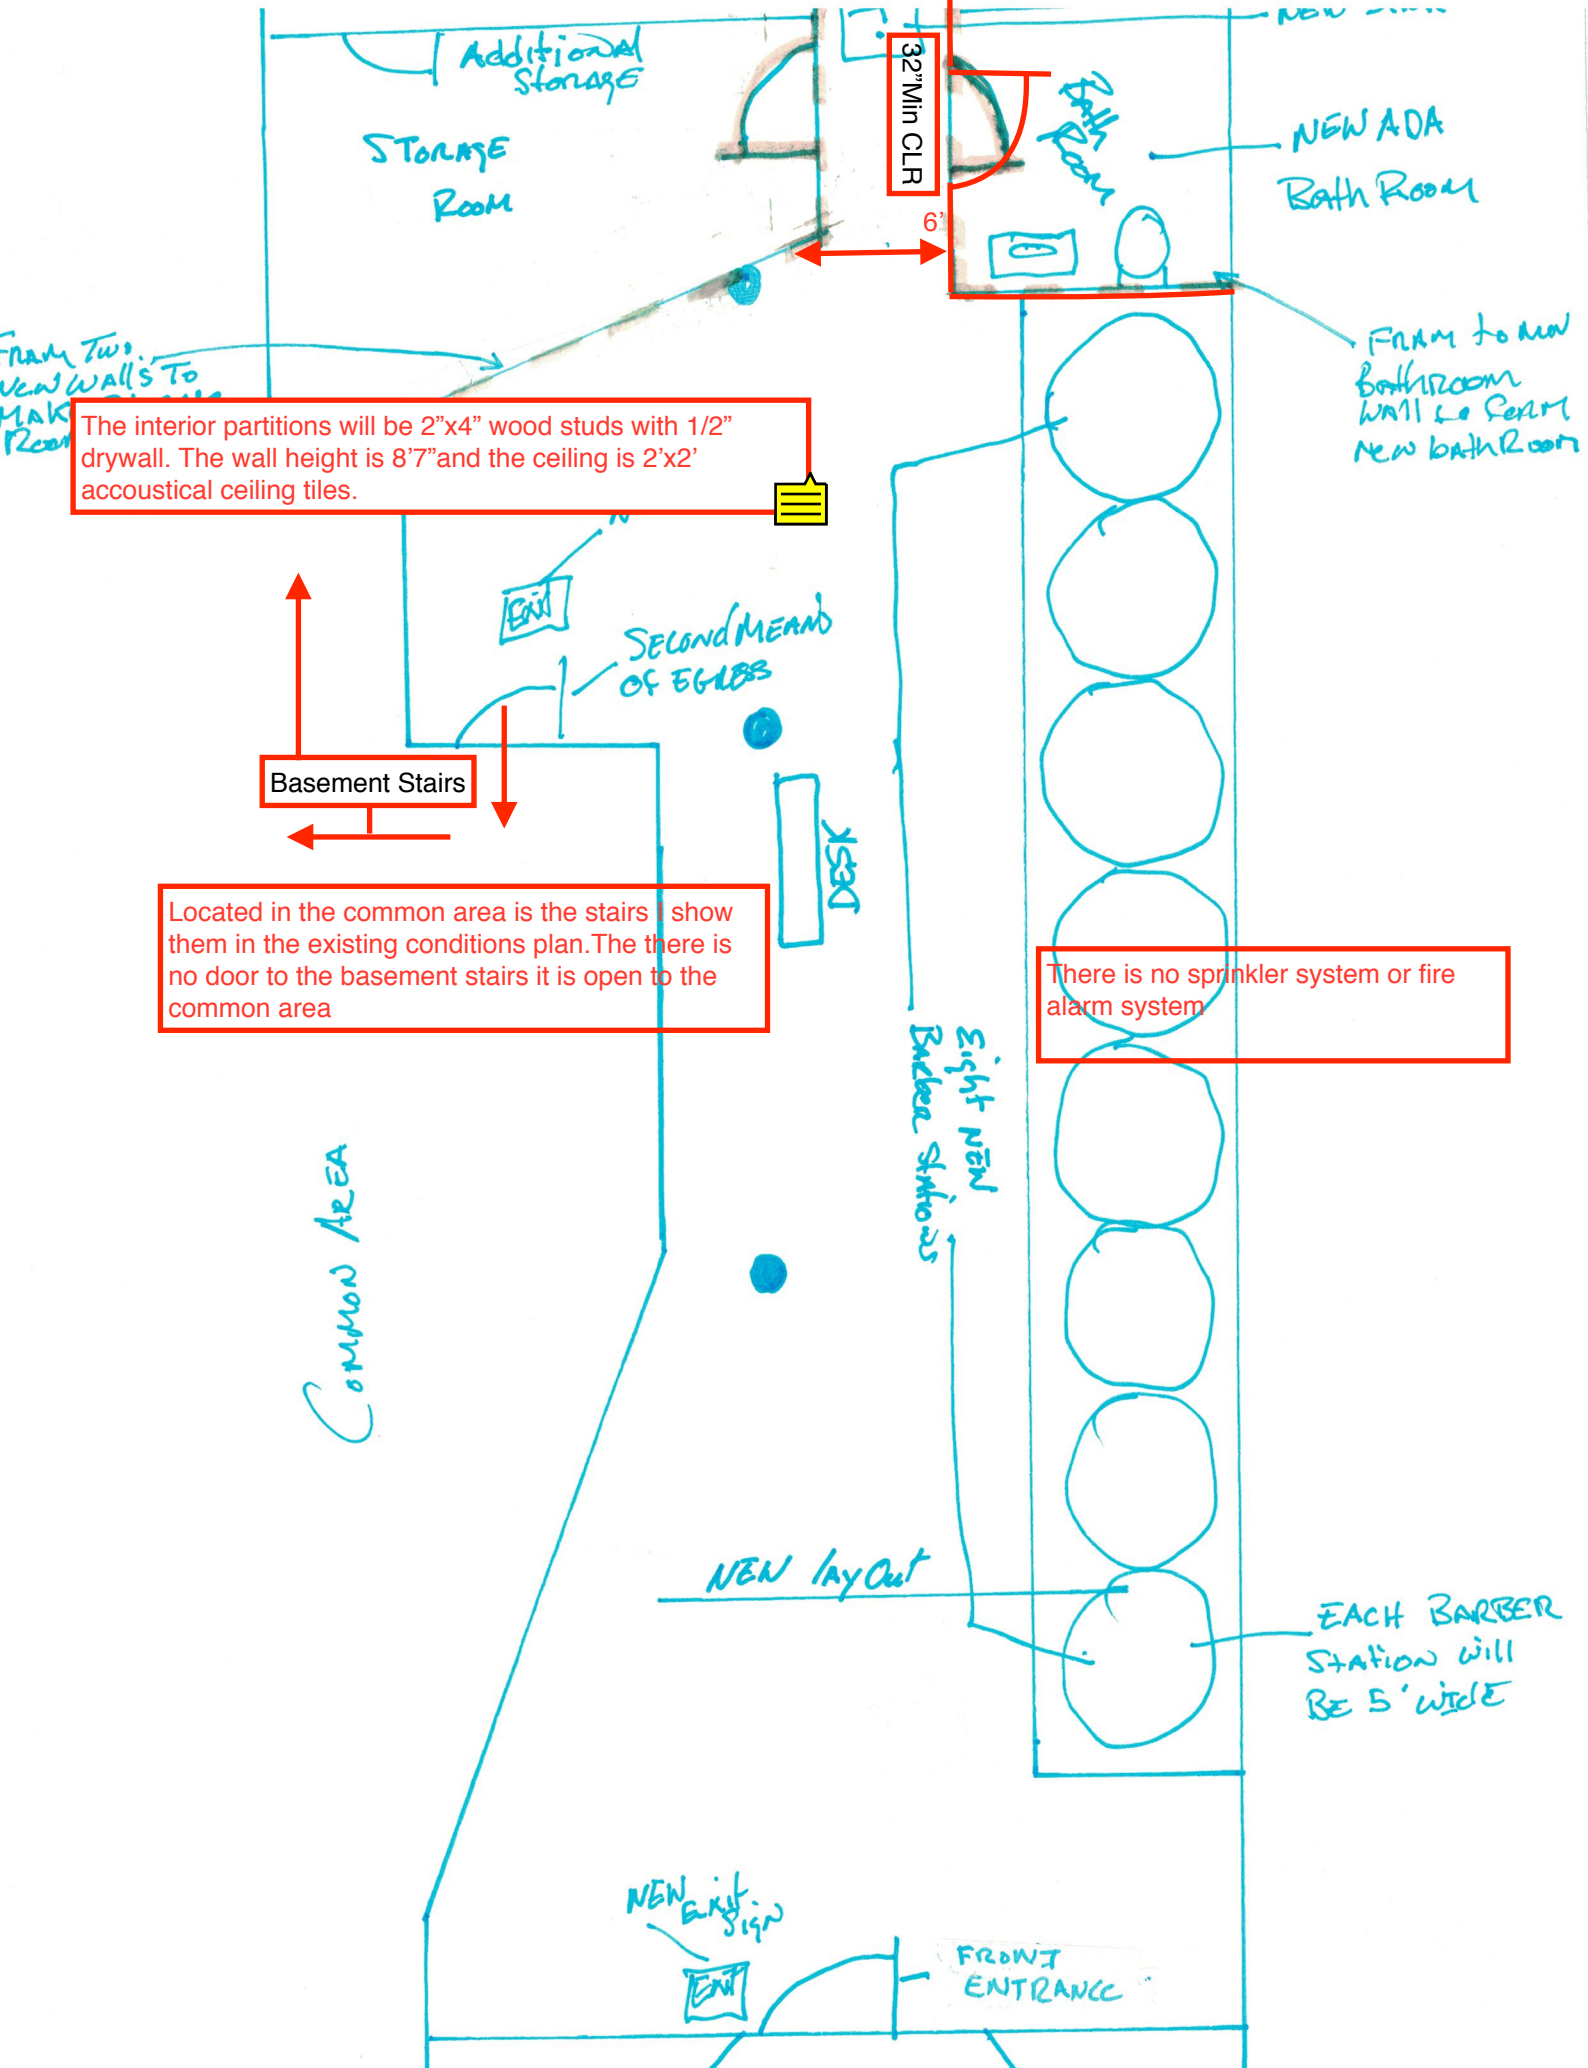 Additional
Storage
STORAGE
ROOM
32"Min CLR
Bath
Room
NEW ADA
Bath Room
6'
FRAM Two
New Walls To
FRAM to
Bathroom
Wall
New bathRoom
The interior partitions will be 2"x4" wood studs with 1/2"
drywall. The wall height is 8'7"and the ceiling is 2'x2'
accoustical ceiling tiles.
Exit
SECOND MEANS
OF EGRESS
Basement Stairs
DESK
Located in the common area is the stairs I show
them in the existing conditions plan.The there is
no door to the basement stairs it is open to the
common area
There is no sprinkler system or fire
alarm system
Eight NEW
Barber Stations
COMMON AREA
NEW layOut
EACH BARBER
Station Will
BE 5' WIDE
NEW Exit
Sign
Exit
FRONT
ENTRANCE